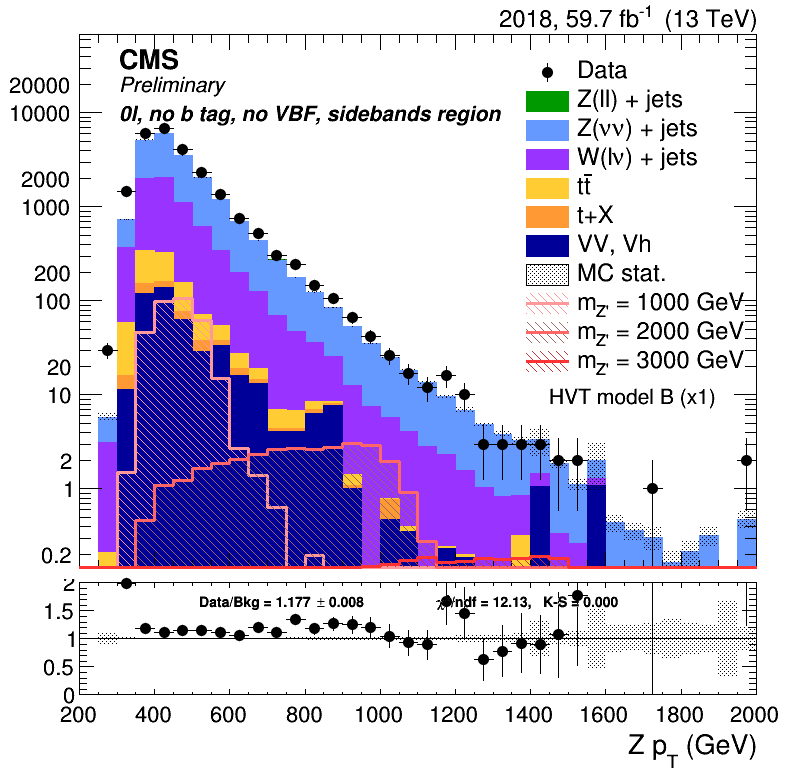 2018, 59.7 fb⁻¹ (13 TeV)
CMS
Preliminary
0l, no b tag, no VBF, sidebands region
Data
Z(ll) + jets
Z(νν) + jets
W(lν) + jets
tt̄
t+X
VV, Vh
MC stat.
m_Z' = 1000 GeV
m_Z' = 2000 GeV
m_Z' = 3000 GeV
HVT model B (x1)
20000
10000
2000
1000
200
100
20
10
2
1
0.2
Data/Bkg = 1.177 ± 0.008
/ndf = 12.13, K-S = 0.000
2
1.5
1
0.5
0
200 400 600 800 1000 1200 1400 1600 1800 2000
Z p_T (GeV)